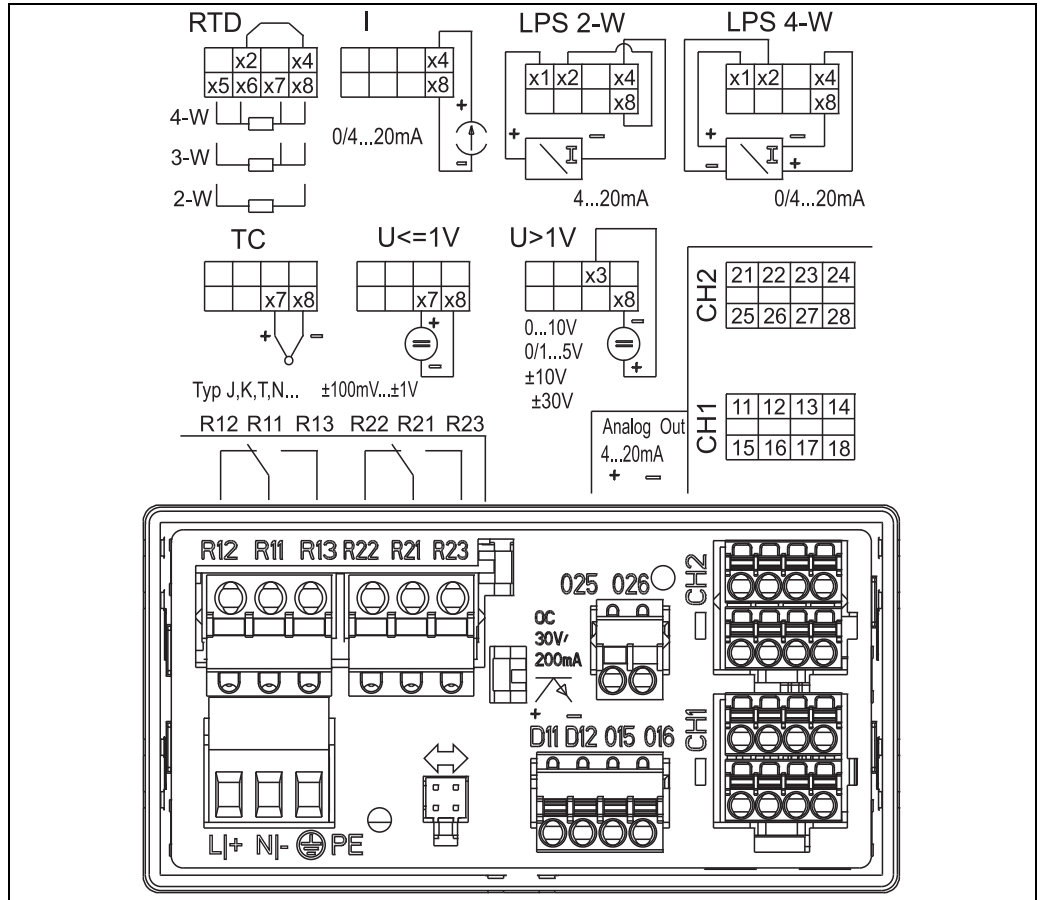 RTD I LPS 2-W LPS 4-W
x2 x4
x5 x6 x7 x8
4-W
3-W
2-W
x4
x8
+
-
0/4...20mA
x1 x2 x4
x8
+ -
I
4...20mA
x1 x2 x4
x8
+ -
- +
I
0/4...20mA
TC U<=1V U>1V
x7 x8
+ -
Typ J,K,T,N...
x7 x8
+
-
±100mV...±1V
x3
x8
-
+
0...10V
0/1...5V
±10V
±30V
CH2
21 22 23 24
25 26 27 28
CH1
11 12 13 14
15 16 17 18
R12 R11 R13 R22 R21 R23
Analog Out
4...20mA
+ -
R12 R11 R13 R22 R21 R23
O25 O26
OC
30V
200mA
+ -
D11 D12 O15 O16
CH2
CH1
L|+ N|- PE